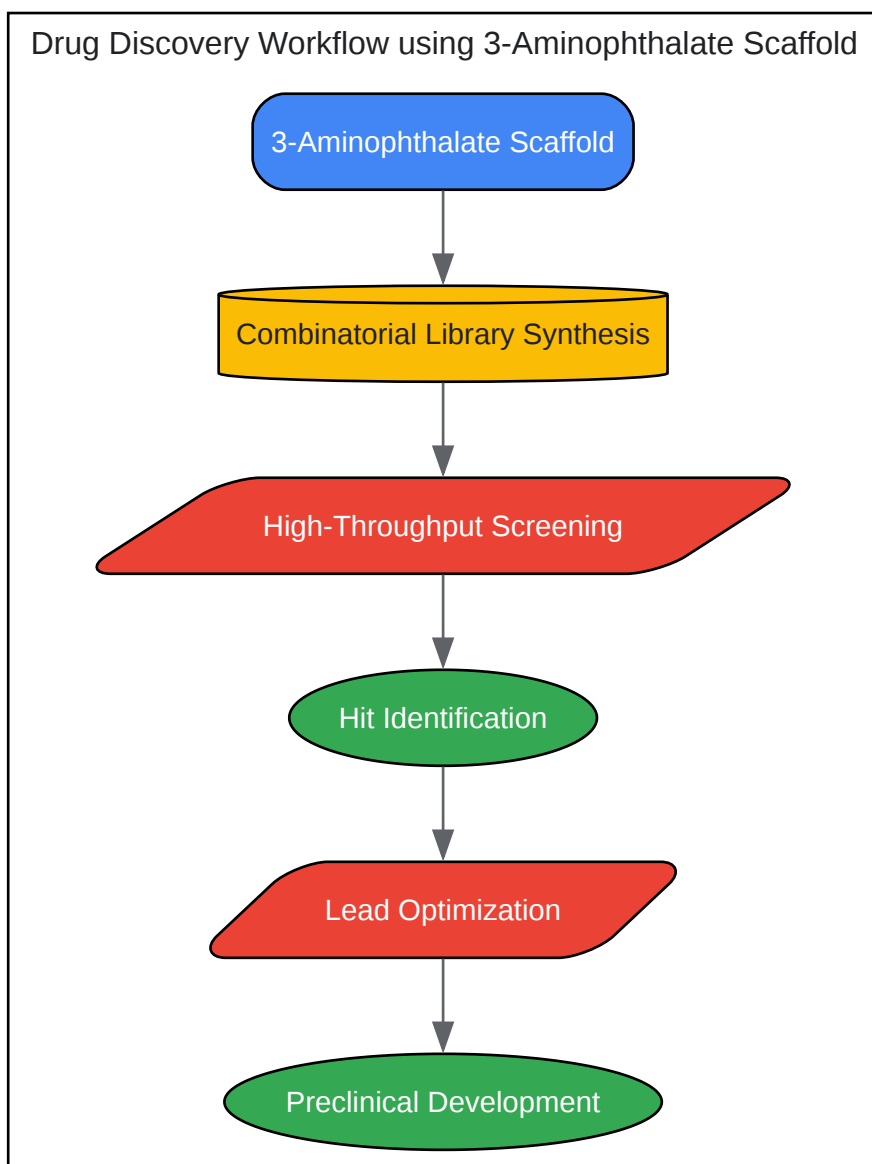 Drug Discovery Workflow using 3-Aminophthalate Scaffold
3-Aminophthalate Scaffold
Combinatorial Library Synthesis
High-Throughput Screening
Hit Identification
Lead Optimization
Preclinical Development